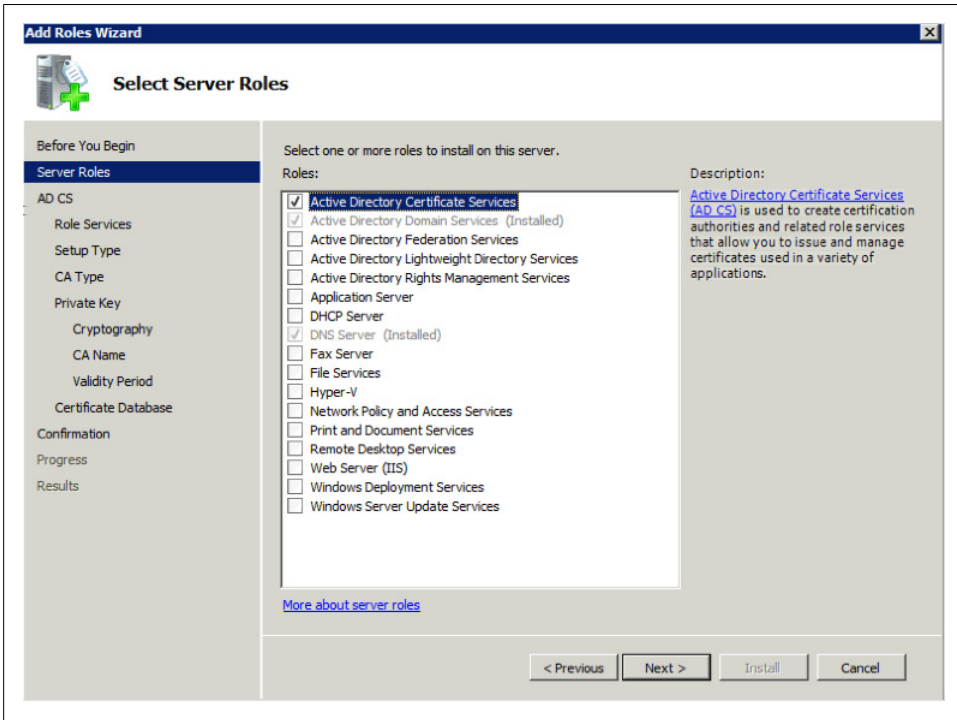 Add Roles Wizard
Select Server Roles
Before You Begin
Server Roles
AD CS
Role Services
Setup Type
CA Type
Private Key
Cryptography
CA Name
Validity Period
Certificate Database
Confirmation
Progress
Results
Select one or more roles to install on this server.
Roles:
Active Directory Certificate Services
Active Directory Domain Services (Installed)
Active Directory Federation Services
Active Directory Lightweight Directory Services
Active Directory Rights Management Services
Application Server
DHCP Server
DNS Server (Installed)
Fax Server
File Services
Hyper-V
Network Policy and Access Services
Print and Document Services
Remote Desktop Services
Web Server (IIS)
Windows Deployment Services
Windows Server Update Services
More about server roles
Description:
Active Directory Certificate Services
(AD CS) is used to create certification
authorities and related role services
that allow you to issue and manage
certificates used in a variety of
applications.
< Previous
Next >
Install
Cancel